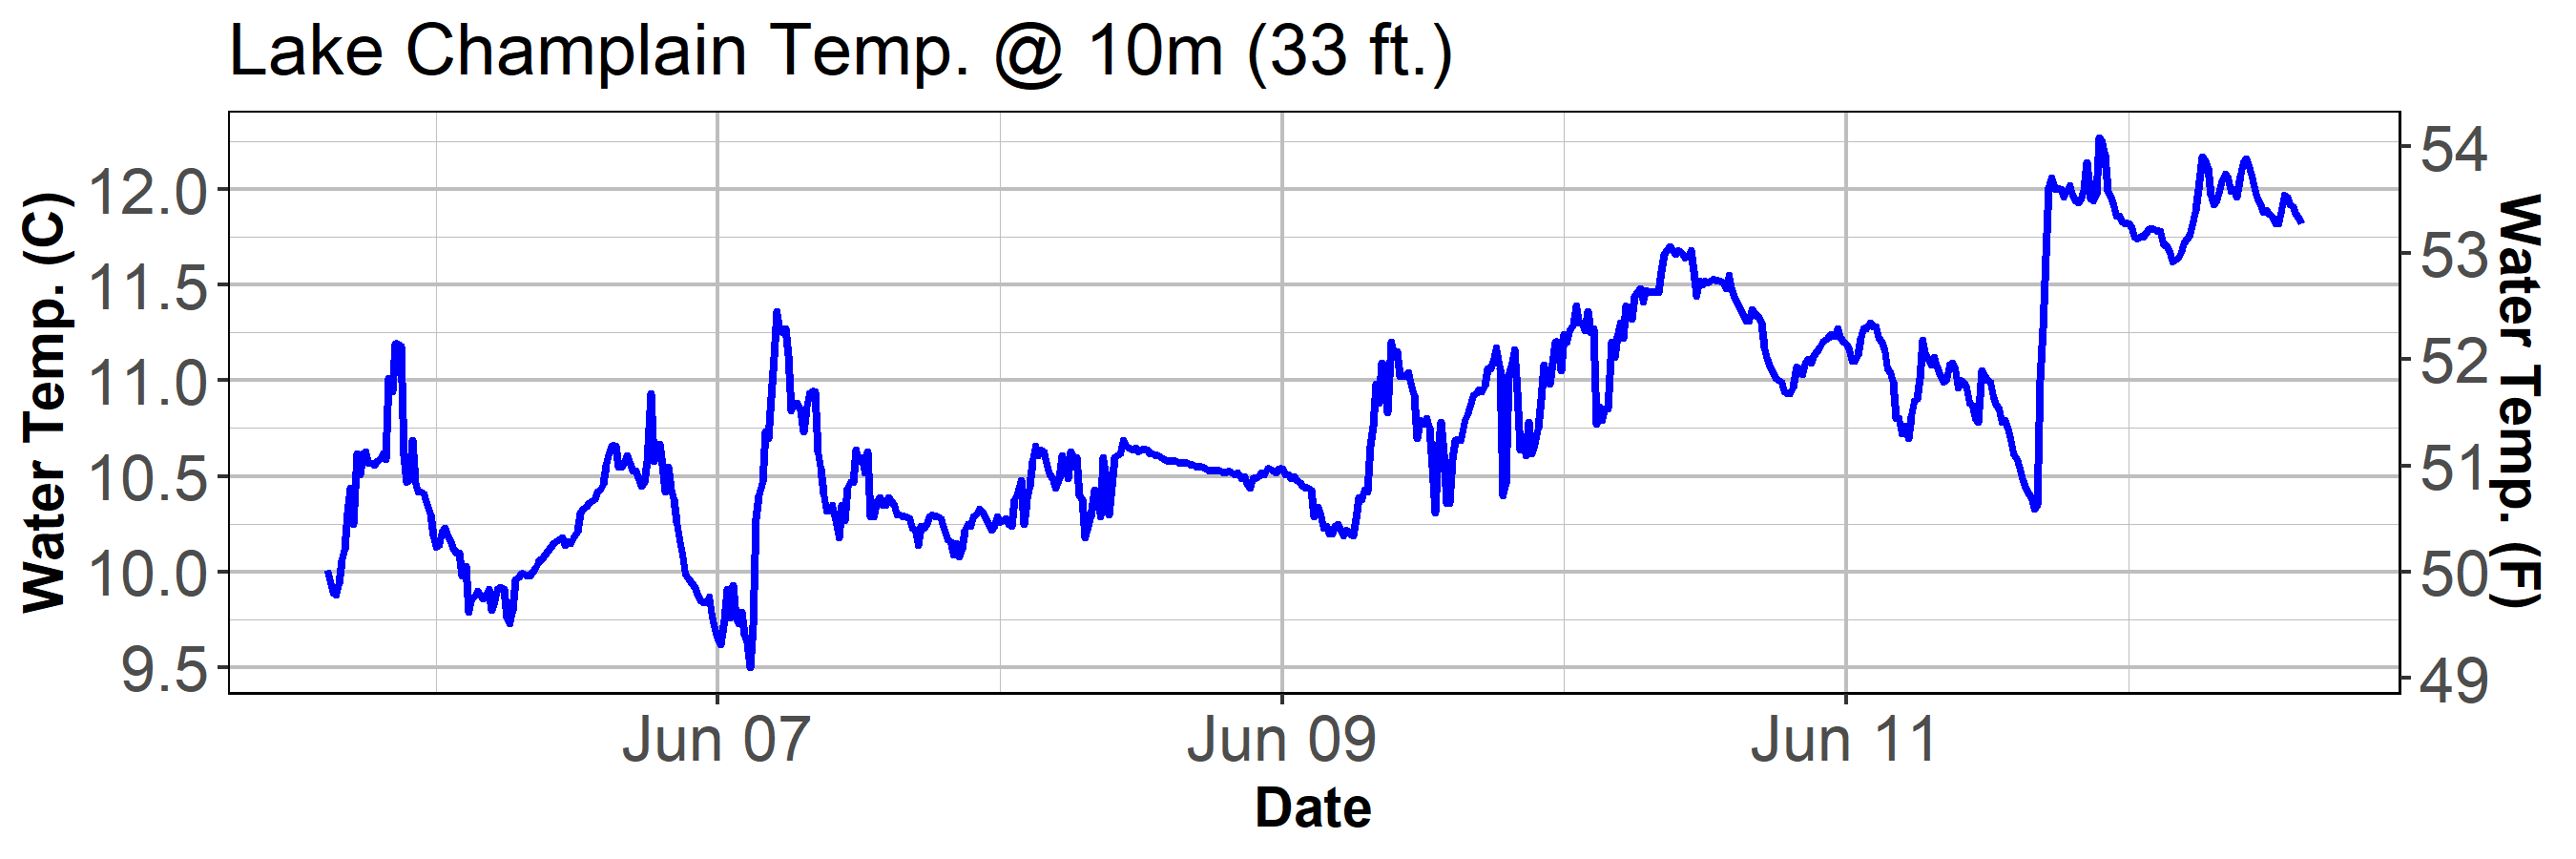 Lake Champlain Temp. @ 10m (33 ft.)
Water Temp. (C)
12.0
11.5
11.0
10.5
10.0
9.5
54
53
52
51
50
49
Water Temp. (F)
Jun 07 Jun 09 Jun 11
Date